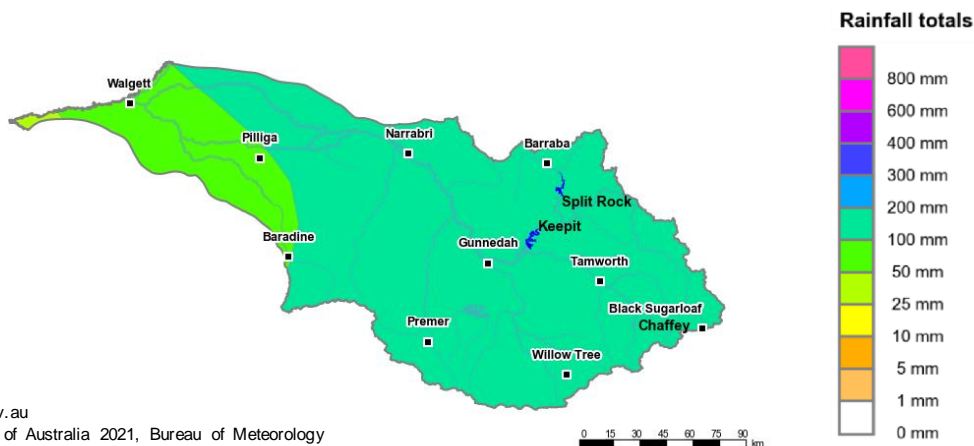 Rainfall totals
800 mm
600 mm
400 mm
300 mm
200 mm
100 mm
50 mm
25 mm
10 mm
5 mm
1 mm
0 mm
Walgett
Pilliga
Narrabri
Barraba
Split Rock
Keepit
Baradine
Gunnedah
Tamworth
Black Sugarloaf
Chaffey
Premer
Willow Tree
v.au
of Australia 2021, Bureau of Meteorology
0 15 30 45 60 75 90
km